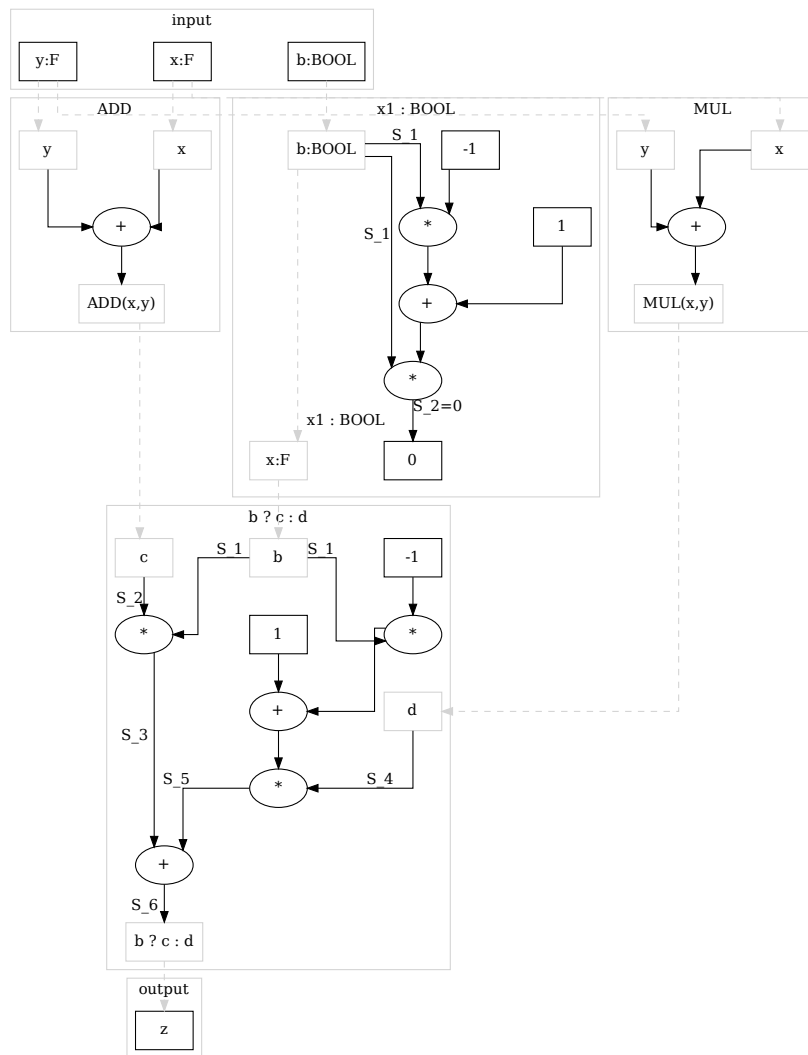 input
y:F
x:F
b:BOOL
ADD
x1 : BOOL
MUL
y
x
b:BOOL
S_1
-1
y
x
+
S_1
*
1
+
ADD(x,y)
+
MUL(x,y)
*
S_2=0
x1 : BOOL
x:F
0
b ? c : d
c
S_1
b
S_1
-1
S_2
*
1
*
S_3
+
d
S_5
*
S_4
+
S_6
b ? c : d
output
z